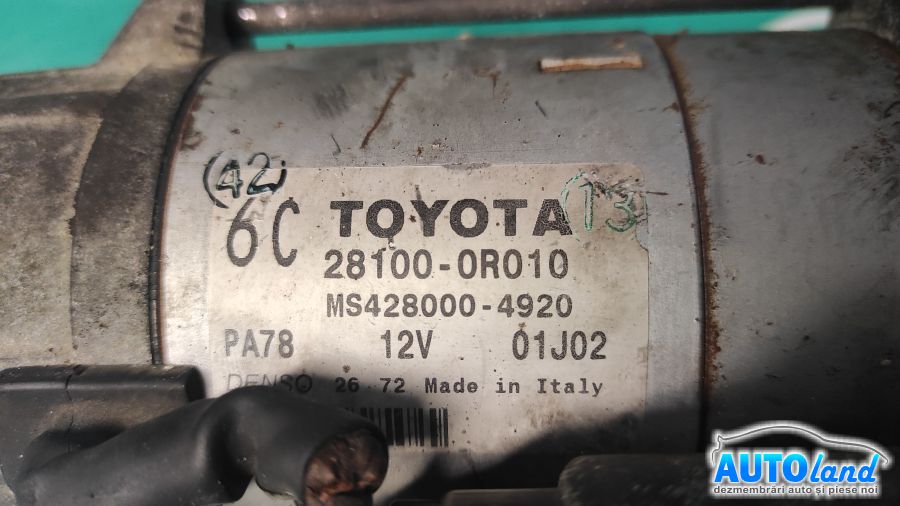 (42)
6C TOYOTA (13)
28100-0R010
MS428000-4920
PA78 12V 01J02
DENSO 26 72 Made in Italy
AUTOland
dezmembrări auto și piese noi